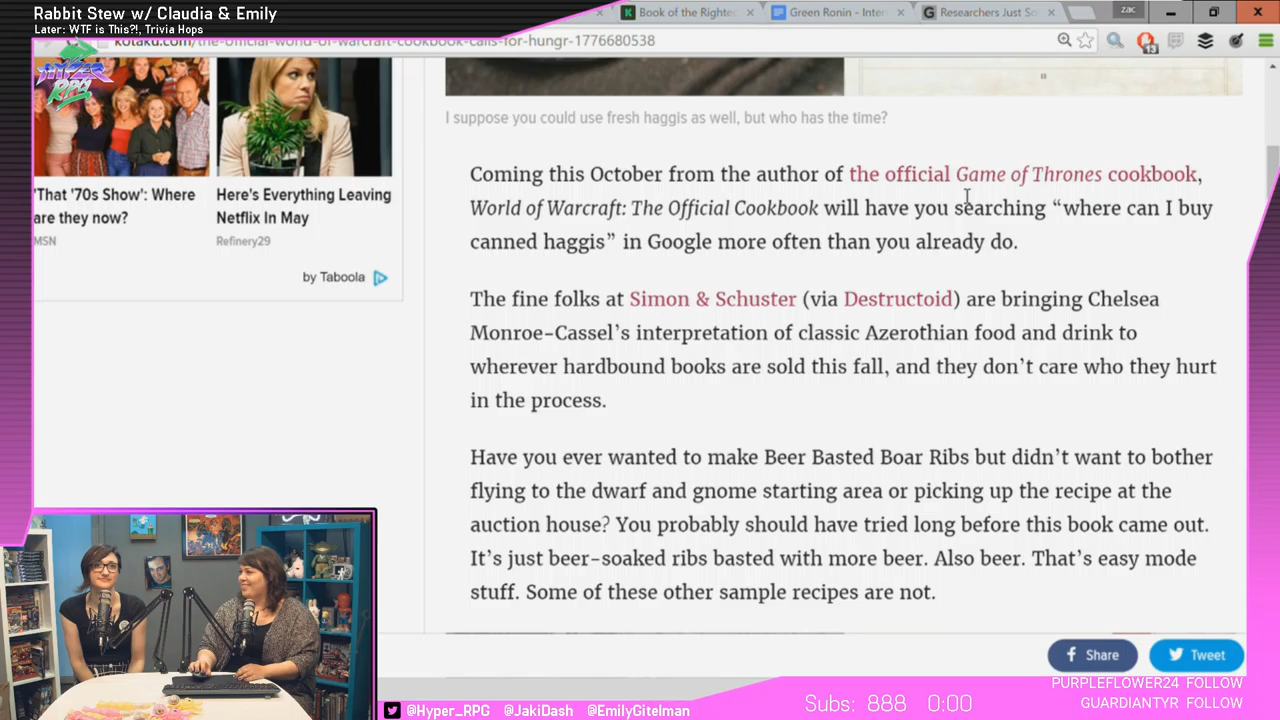 Rabbit Stew w/ Claudia & Emily
Later: WTF is This?!, Trivia Hops
Book of the Righte
Green Ronin - Inter
Researchers Just So
zac
kotaku.com/the-official-world-of-warcraft-cookbook-calls-for-hungr-1776680538
13
HYPER
RPG
'That '70s Show': Where
are they now?
MSN
Here's Everything Leaving
Netflix In May
Refinery29
by Taboola
I suppose you could use fresh haggis as well, but who has the time?
Coming this October from the author of the official Game of Thrones cookbook,
World of Warcraft: The Official Cookbook will have you searching “where can I buy
canned haggis” in Google more often than you already do.
The fine folks at Simon & Schuster (via Destructoid) are bringing Chelsea
Monroe-Cassel’s interpretation of classic Azerothian food and drink to
wherever hardbound books are sold this fall, and they don’t care who they hurt
in the process.
Have you ever wanted to make Beer Basted Boar Ribs but didn’t want to bother
flying to the dwarf and gnome starting area or picking up the recipe at the
auction house? You probably should have tried long before this book came out.
It’s just beer-soaked ribs basted with more beer. Also beer. That’s easy mode
stuff. Some of these other sample recipes are not.
Share
Tweet
PURPLEFLOWER24 FOLLOW
GUARDIANTYR FOLLOW
Subs: 888 0:00
@Hyper_RPG @JakiDash @EmilyGitelman